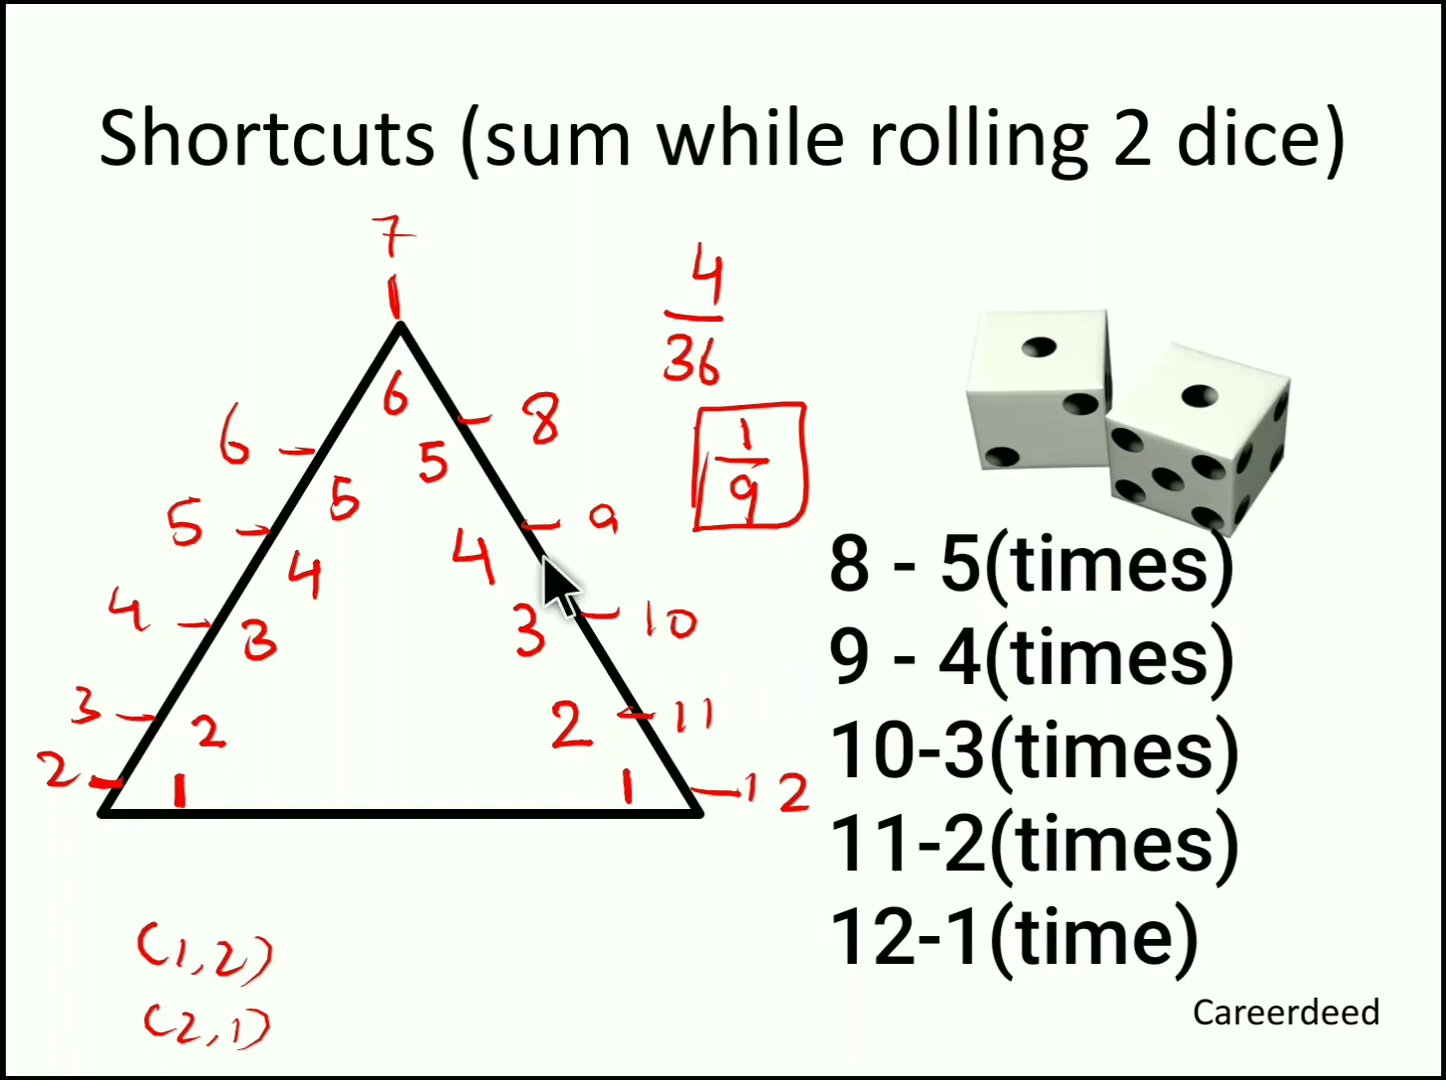 Shortcuts (sum while rolling 2 dice)
7
6
6 8
5 5
5 9
4 4
4 10
3 3
3 11
2 2
2 12
1 1
4
36
1
9
8 - 5(times)
9 - 4(times)
10-3(times)
11-2(times)
12-1(time)
(1,2)
(2,1)
Careerdeed